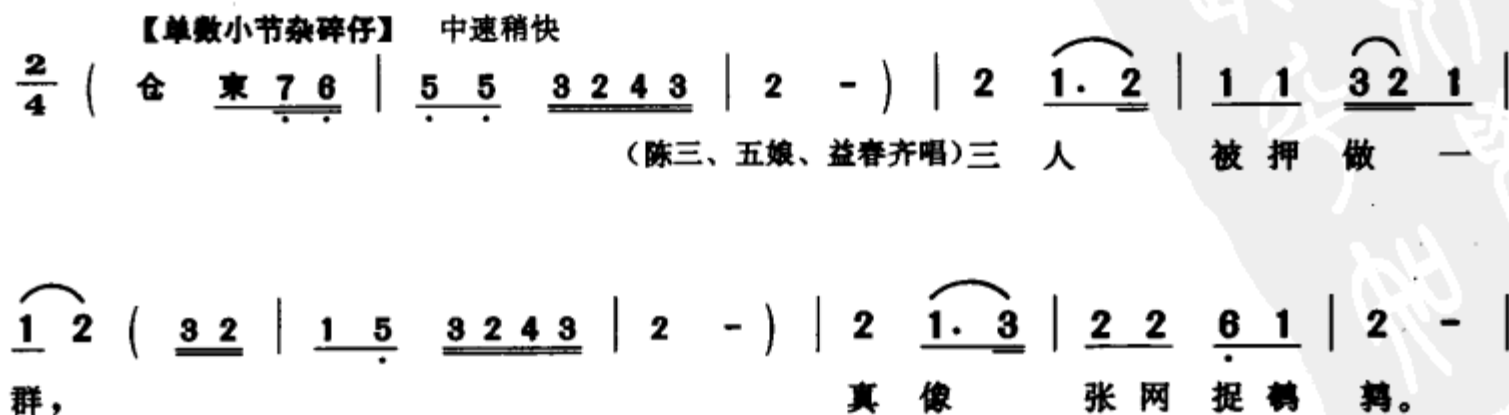 【单数小节杂碎仔】 中速稍快
2/4 ( 仓 柬 7 6 | 5 5 3 2 4 3 | 2 - ) | 2 1. 2 | 1 1 3 2 1 |
（陈三、五娘、益春齐唱）三 人 被 押 做 一
1 2 ( 3 2 | 1 5 3 2 4 3 | 2 - ) | 2 1. 3 | 2 2 6 1 | 2 - |
群， 真 像 张 网 捉 鹌 鹑。